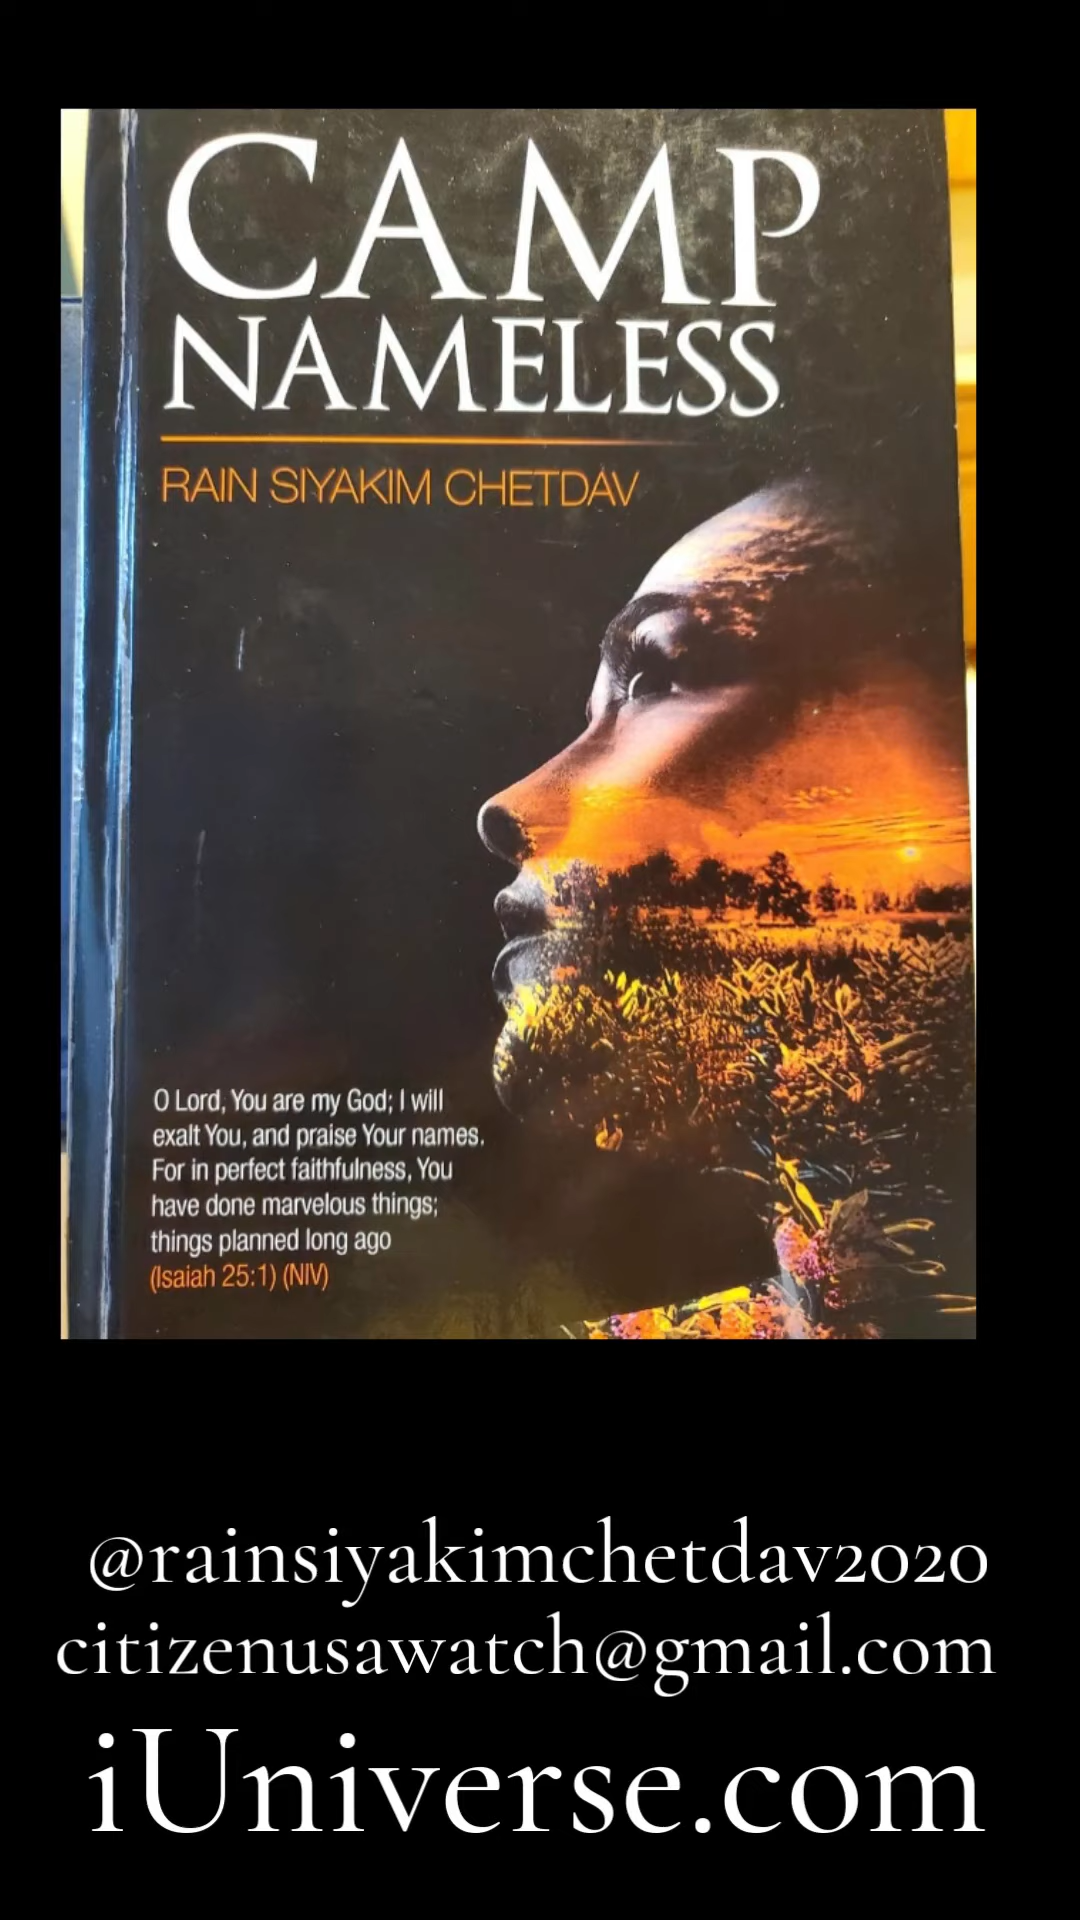 CAMP
NAMELESS
RAIN SIYAKIM CHETDAV
O Lord, You are my God; I will
exalt You, and praise Your names.
For in perfect faithfulness, You
have done marvelous things;
things planned long ago
(Isaiah 25:1) (NIV)
@rainsiyakimchetdav2020
citizenusawatch@gmail.com
iUniverse.com